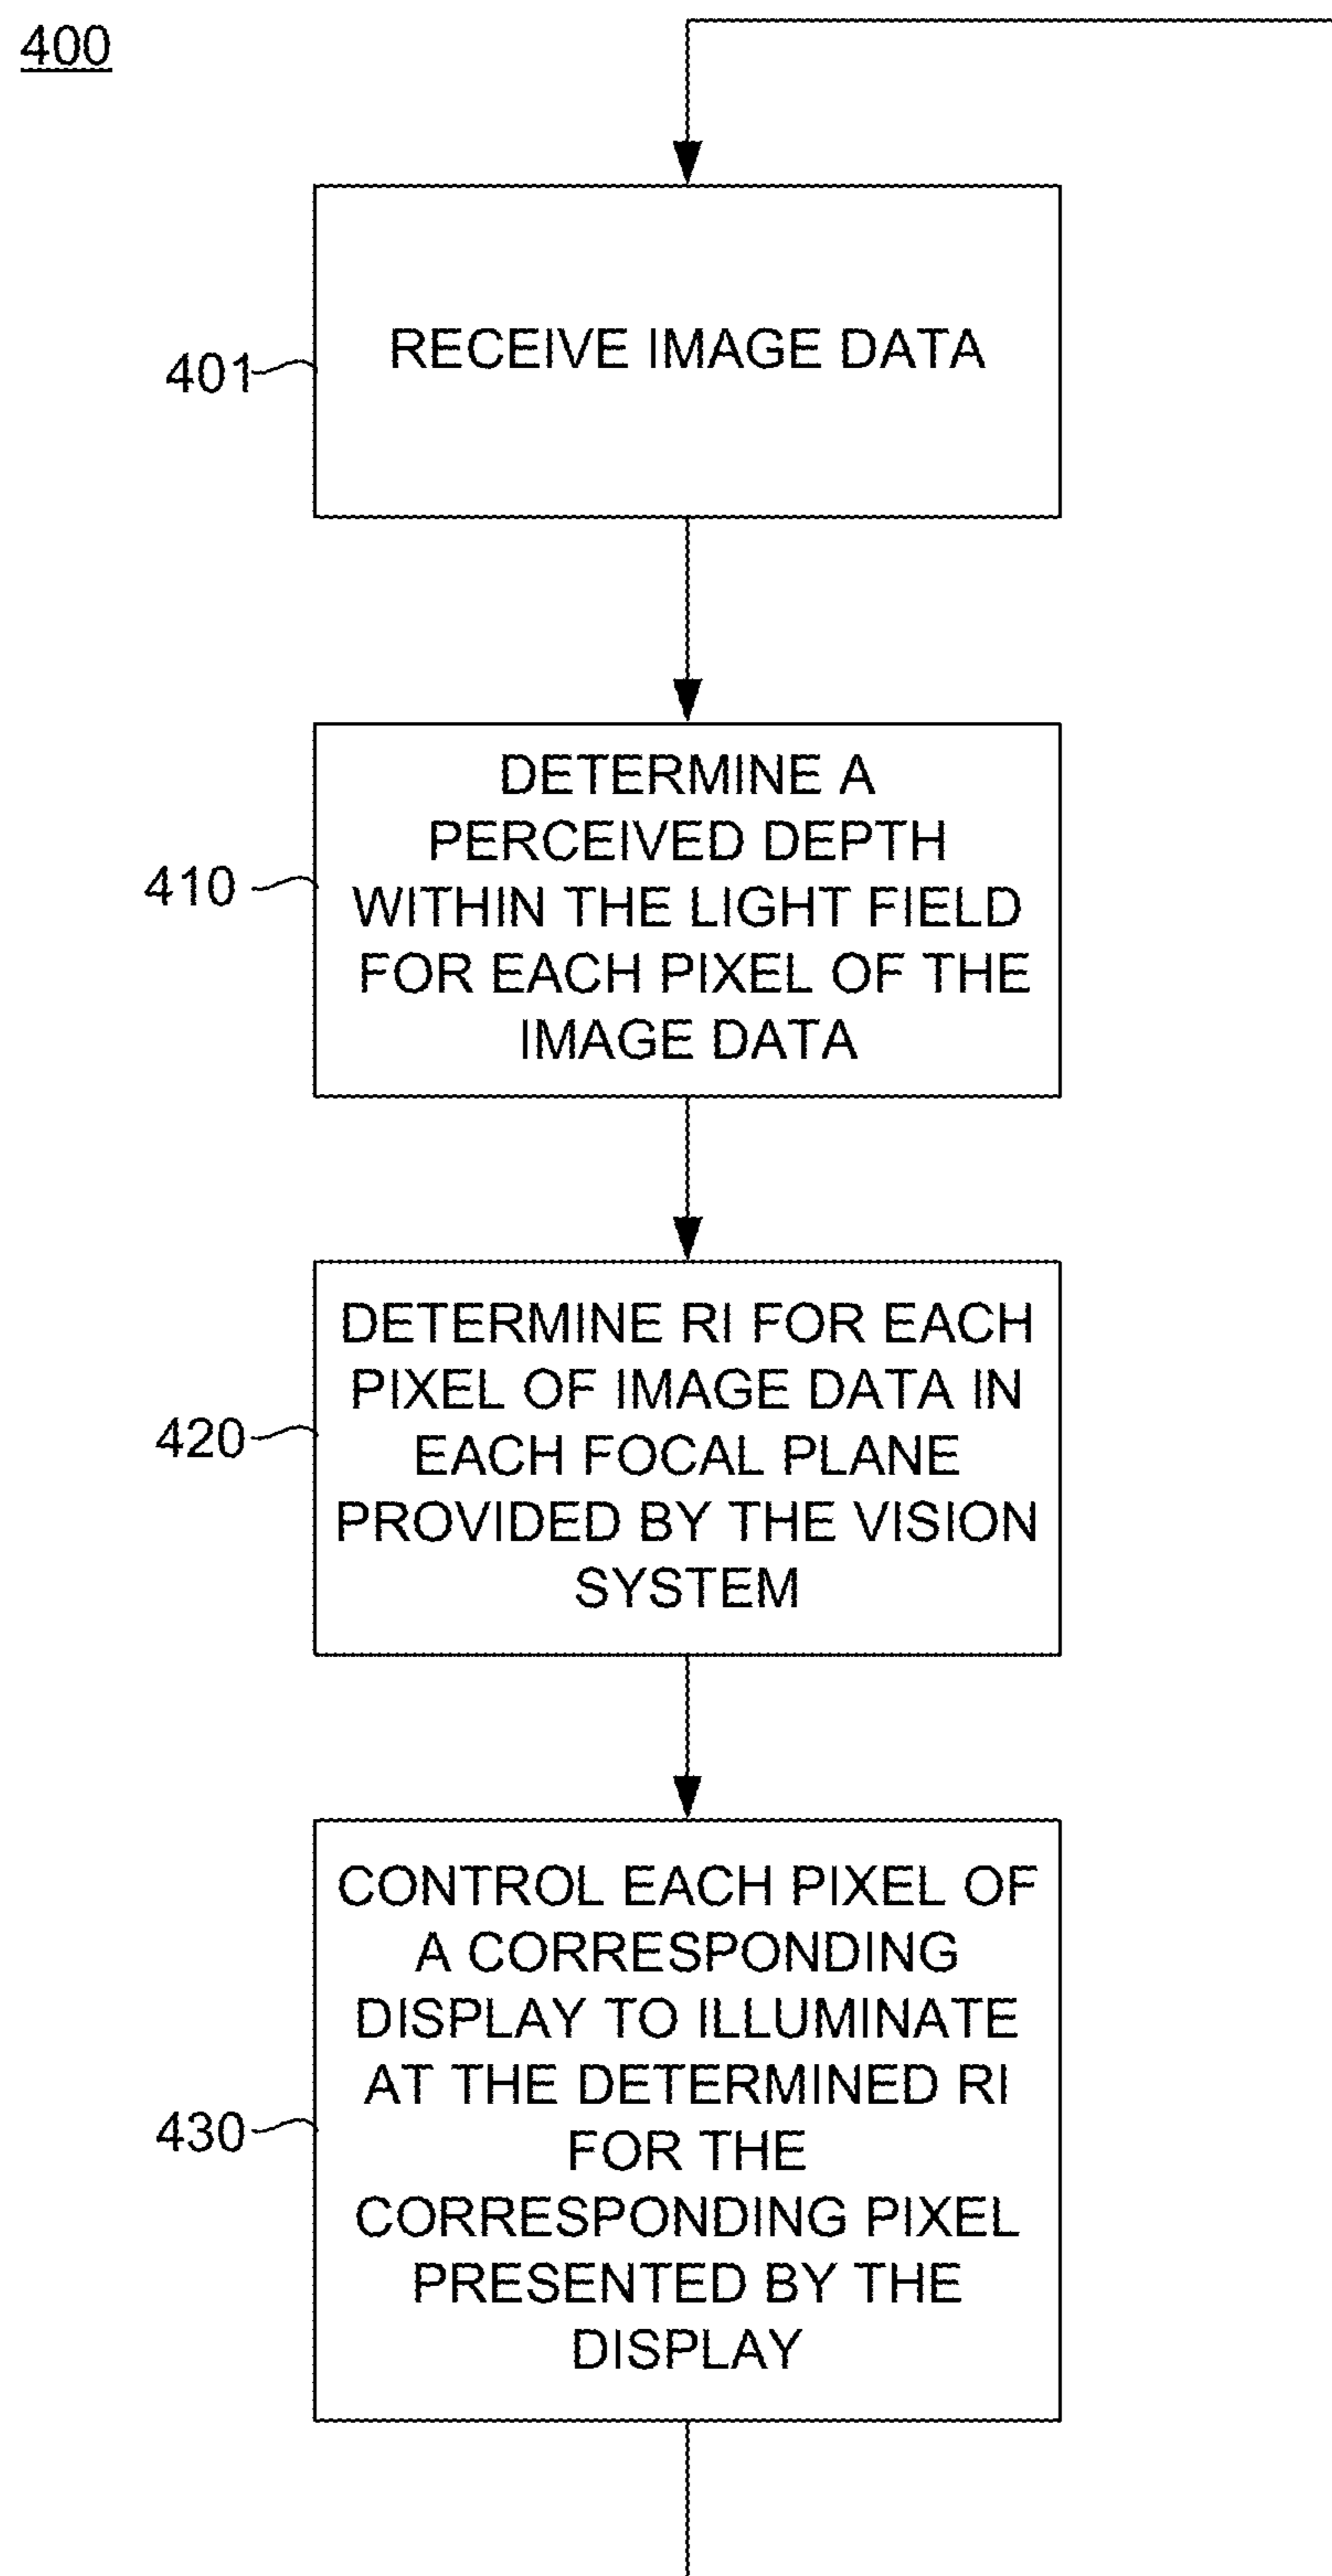 400
RECEIVE IMAGE DATA
401
DETERMINE A
PERCEIVED DEPTH
WITHIN THE LIGHT FIELD
FOR EACH PIXEL OF THE
IMAGE DATA
410
DETERMINE RI FOR EACH
PIXEL OF IMAGE DATA IN
EACH FOCAL PLANE
PROVIDED BY THE VISION
SYSTEM
420
CONTROL EACH PIXEL OF
A CORRESPONDING
DISPLAY TO ILLUMINATE
AT THE DETERMINED RI
FOR THE
CORRESPONDING PIXEL
PRESENTED BY THE
DISPLAY
430